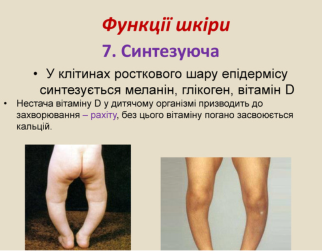 Функції шкіри
7. Синтезуюча
• У клітинах росткового шару епідермісу
синтезується меланін, глікоген, вітамін D
• Нестача вітаміну D у дитячому організмі призводить до
захворювання – рахіту, без цього вітаміну погано засвоюється
кальцій.